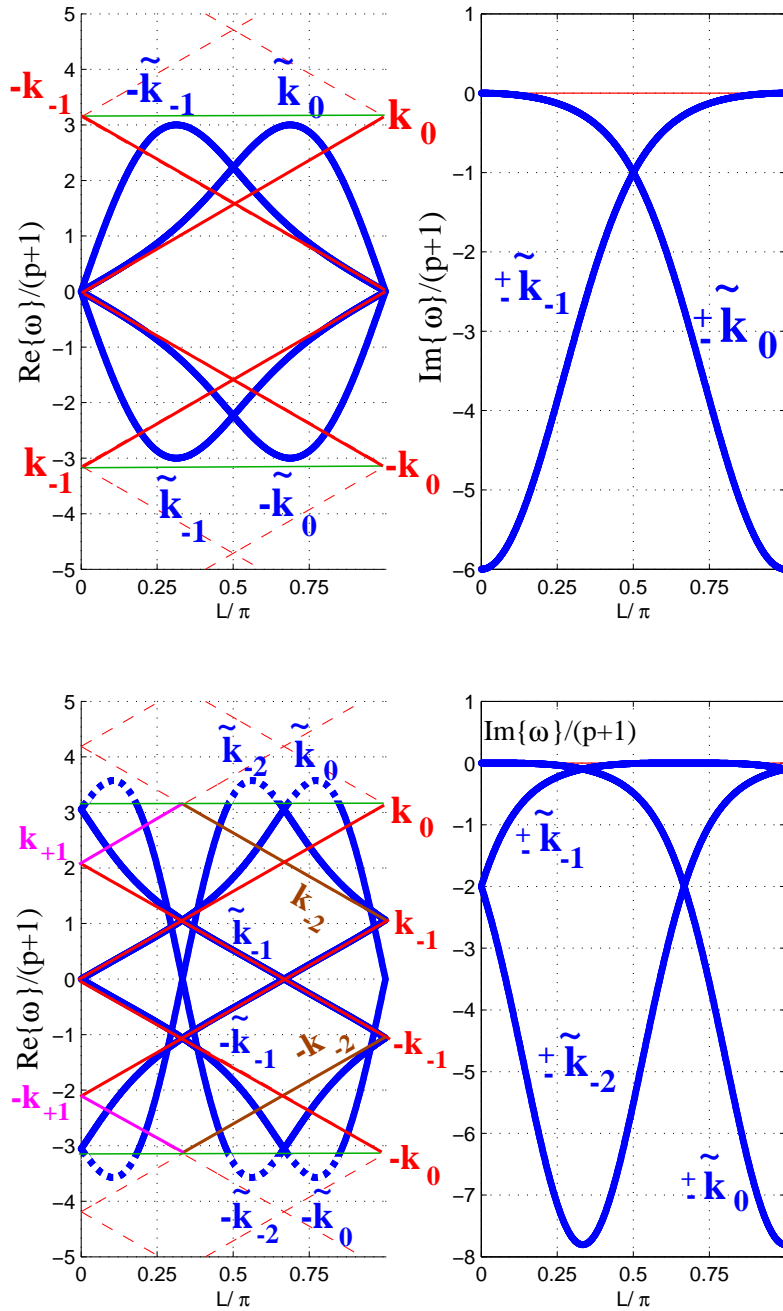 5
4
3
2
1
0
−1
−2
−3
−4
−5
0 0.25 0.5 0.75
L/ π
Re{ω}/(p+1)
-k̃₋₁
k̃₀
-k₋₁
k₀
k₋₁
-k₀
k̃₋₁
-k̃₀
1
0
−1
−2
−3
−4
−5
−6
0 0.25 0.5 0.75
L/ π
Im{ω}/(p+1)
±k̃₋₁
±k̃₀
5
4
3
2
1
0
−1
−2
−3
−4
−5
0 0.25 0.5 0.75
L/ π
Re{ω}/(p+1)
k̃₋₂
k̃₀
k₀
k₊₁
k₋₂
k₋₁
k̃₋₁
-k̃₋₁
-k₋₂
-k₋₁
-k₊₁
-k₀
-k̃₋₂
-k̃₀
1
0
−1
−2
−3
−4
−5
−6
−7
−8
0 0.25 0.5 0.75
L/ π
Im{ω}/(p+1)
±k̃₋₁
±k̃₋₂
±k̃₀